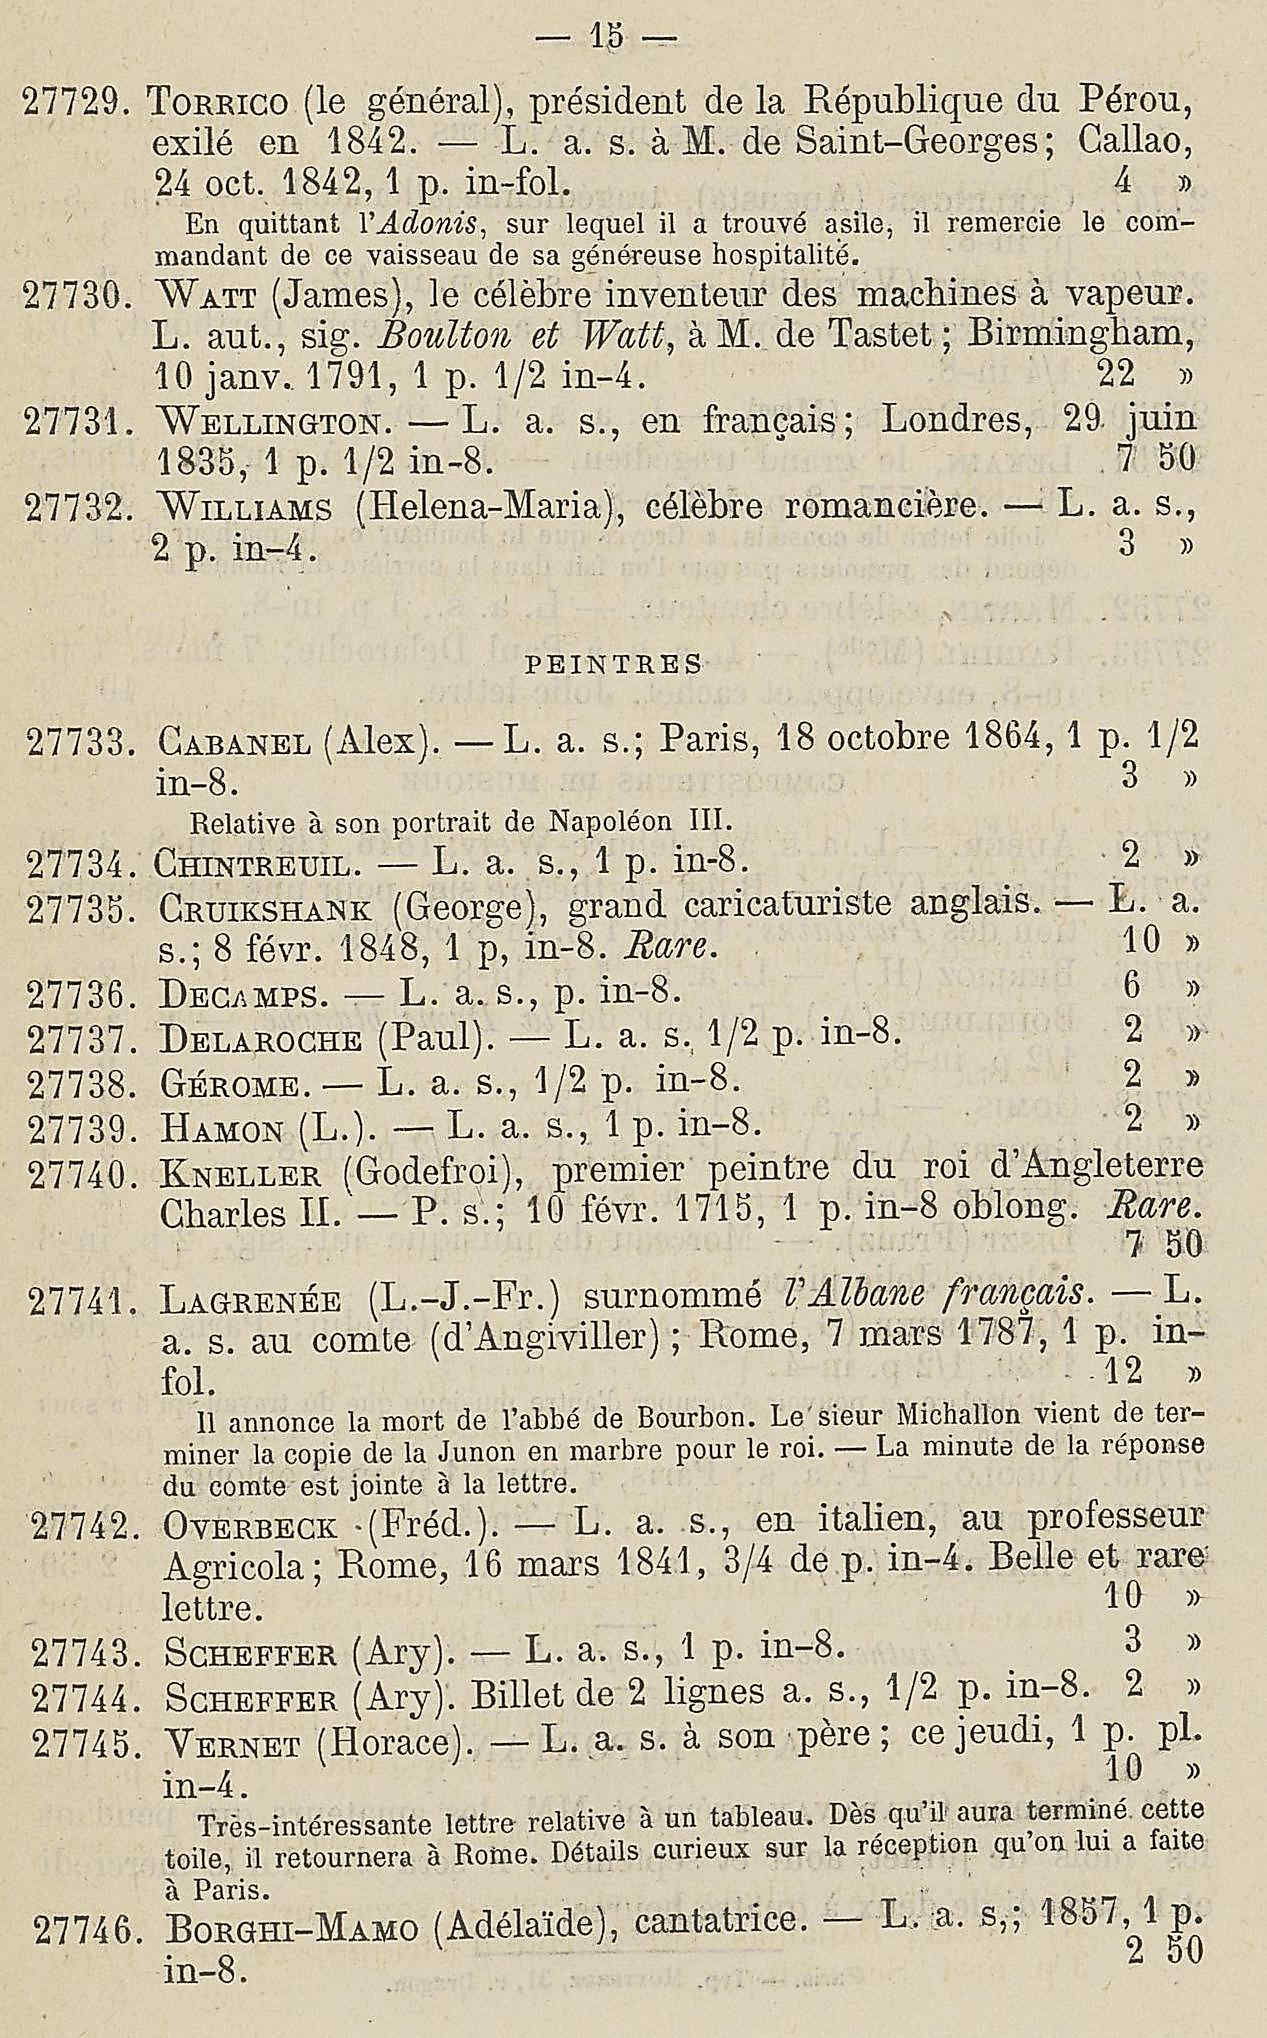 — 15 —
27729. TORRICO (le général), président de la République du Pérou,
exilé en 1842. — L. a. s. à M. de Saint-Georges; Callao,
24 oct. 1842, 1 p. in-fol. 4 »
En quittant l'Adonis, sur lequel il a trouvé asile, il remercie le com-
mandant de ce vaisseau de sa généreuse hospitalité.
27730. WATT (James), le célèbre inventeur des machines à vapeur.
L. aut., sig. Boulton et Watt, à M. de Tastet; Birmingham,
10 janv. 1791, 1 p. 1/2 in-4. 22 »
27731. WELLINGTON. — L. a. s., en français; Londres, 29 juin
1835, 1 p. 1/2 in-8. 7 50
27732. WILLIAMS (Helena-Maria), célèbre romancière. — L. a. s.,
2 p. in-4. 3 »
PEINTRES
27733. CABANEL (Alex). — L. a. s.; Paris, 18 octobre 1864, 1 p. 1/2
in-8. 3 »
Relative à son portrait de Napoléon III.
27734. CHINTREUIL. — L. a. s., 1 p. in-8. 2 »
27735. CRUIKSHANK (George), grand caricaturiste anglais. — L. a.
s.; 8 févr. 1848, 1 p, in-8. Rare. 10 »
27736. DECAMPS. — L. a. s., p. in-8. 6 »
27737. DELAROCHE (Paul). — L. a. s. 1/2 p. in-8. 2 »
27738. GÉROME. — L. a. s., 1/2 p. in-8. 2 »
27739. HAMON (L.). — L. a. s., 1 p. in-8. 2 »
27740. KNELLER (Godefroi), premier peintre du roi d'Angleterre
Charles II. — P. s.; 10 févr. 1715, 1 p. in-8 oblong. Rare.
7 50
27741. LAGRENÉE (L.-J.-Fr.) surnommé l'Albane français. — L.
a. s. au comte (d'Angiviller); Rome, 7 mars 1787, 1 p. in-
fol. 12 »
Il annonce la mort de l'abbé de Bourbon. Le sieur Michallon vient de ter-
miner la copie de la Junon en marbre pour le roi. — La minute de la réponse
du comte est jointe à la lettre.
27742. OVERBECK (Fréd.). — L. a. s., en italien, au professeur
Agricola; Rome, 16 mars 1841, 3/4 de p. in-4. Belle et rare
lettre. 10 »
27743. SCHEFFER (Ary). — L. a. s., 1 p. in-8. 3 »
27744. SCHEFFER (Ary). Billet de 2 lignes a. s., 1/2 p. in-8. 2 »
27745. VERNET (Horace). — L. a. s. à son père; ce jeudi, 1 p. pl.
in-4. 10 »
Très-intéressante lettre relative à un tableau. Dès qu'il aura terminé cette
toile, il retournera à Rome. Détails curieux sur la réception qu'on lui a faite
à Paris.
27746. BORGHI-MAMO (Adélaïde), cantatrice. — L. a. s,; 1857, 1 p.
in-8. 2 50